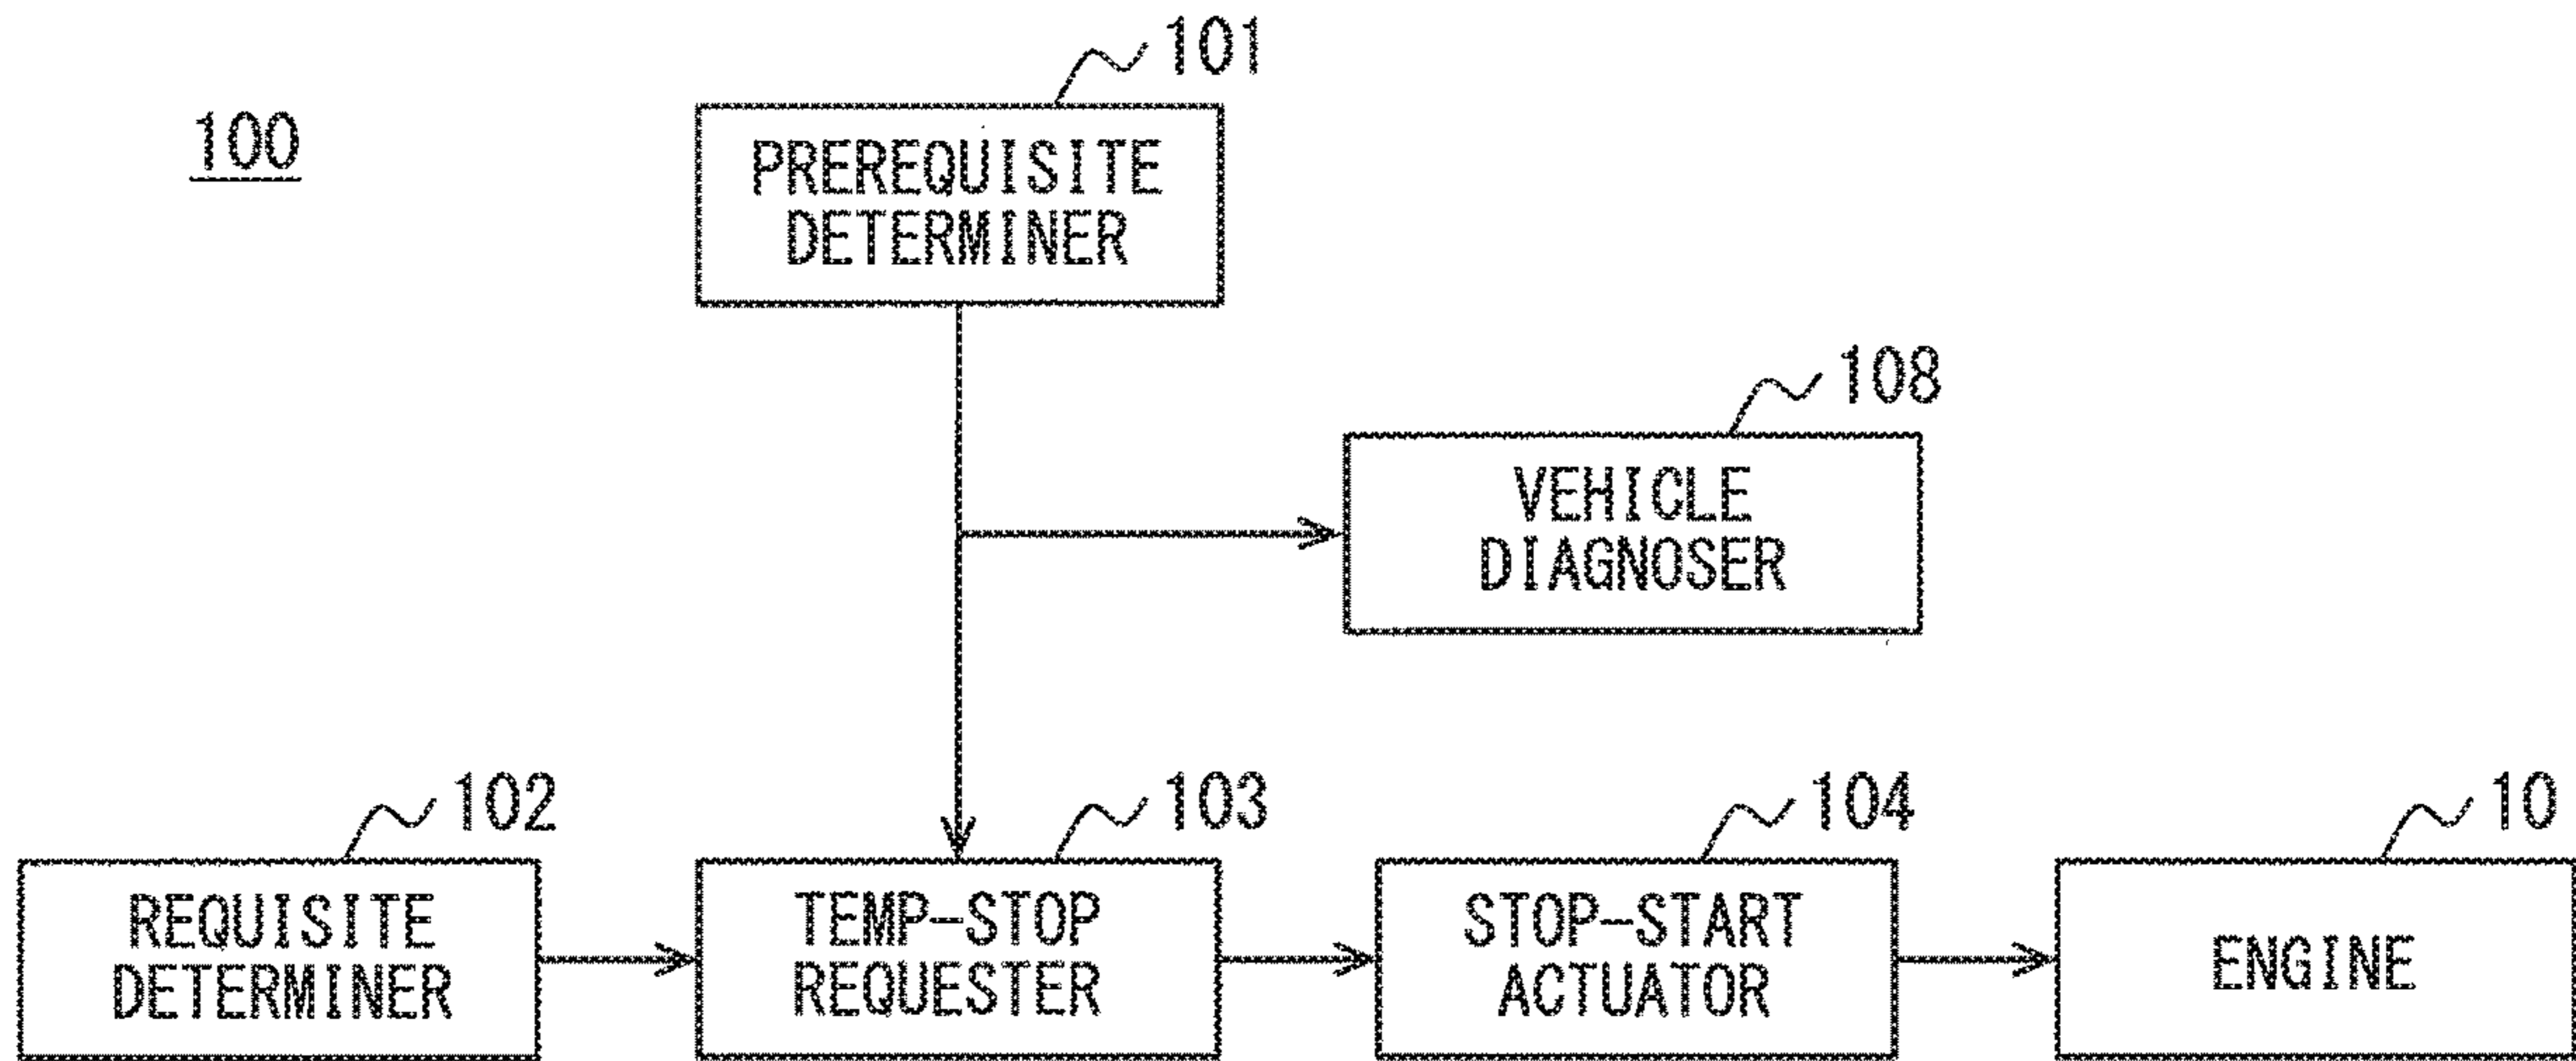 101
100
PREREQUISITE
DETERMINER
108
VEHICLE
DIAGNOSER
102
103
104
10
REQUISITE
DETERMINER
TEMP-STOP
REQUESTER
STOP-START
ACTUATOR
ENGINE